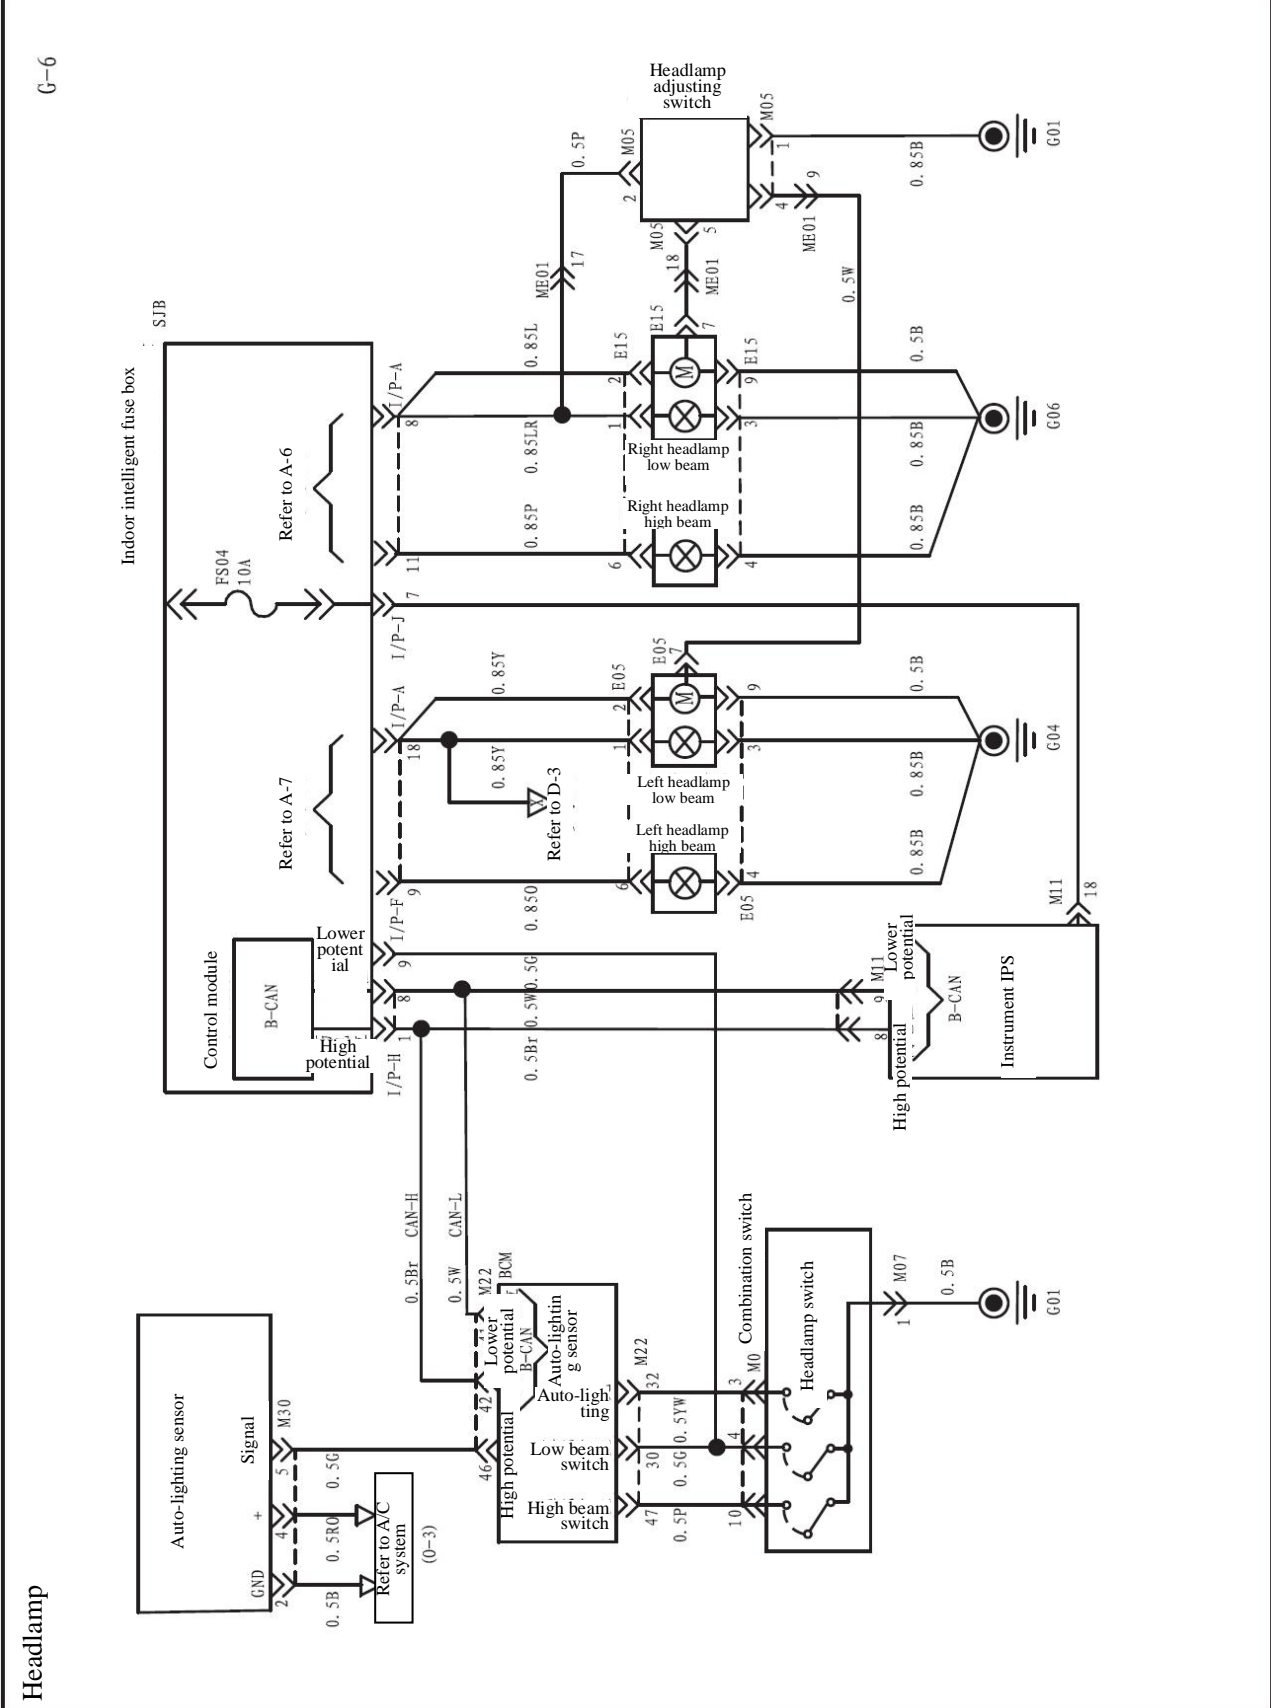 Headlamp
G-6
Auto-lighting sensor
GND
+
Signal
2
4
5
M30
0.5B
0.5RO
0.5G
Refer to A/C
system
(O-3)
Indoor intelligent fuse box
SJB
Control module
B-CAN
High
potential
Lower
potent
ial
Refer to A-7
FS04
10A
Refer to A-6
I/P-H
1
8
9
I/P-F
9
18
I/P-A
I/P-J
7
11
8
I/P-A
0.5Br
CAN-H
0.5W
CAN-L
0.5Br
0.5W
0.5G
0.85O
0.85Y
0.85Y
Refer to D-3
0.85P
0.85LR
0.85L
ME01
17
0.5P
46
42
M22
BCM
High potential
Lower
potential
B-CAN
Auto-lightin
g sensor
Auto-ligh
ting
Low beam
switch
High beam
switch
47
30
32
M22
0.5P
0.5G
0.5YW
10
4
3
M0
Combination switch
Headlamp switch
1
M07
0.5B
G01
6
1
2
E05
Left headlamp
high beam
Left headlamp
low beam
M
E05
7
E05
4
3
9
0.85B
0.85B
0.5B
G04
6
1
2
E15
Right headlamp
high beam
Right headlamp
low beam
M
E15
7
4
3
9
E15
0.85B
0.85B
0.5B
G06
18
ME01
M05
5
2
M05
Headlamp
adjusting
switch
4
1
M05
ME01
9
0.5W
0.85B
G01
8
9
M11
High potential
Lower
potential
B-CAN
Instrument IPS
M11
18